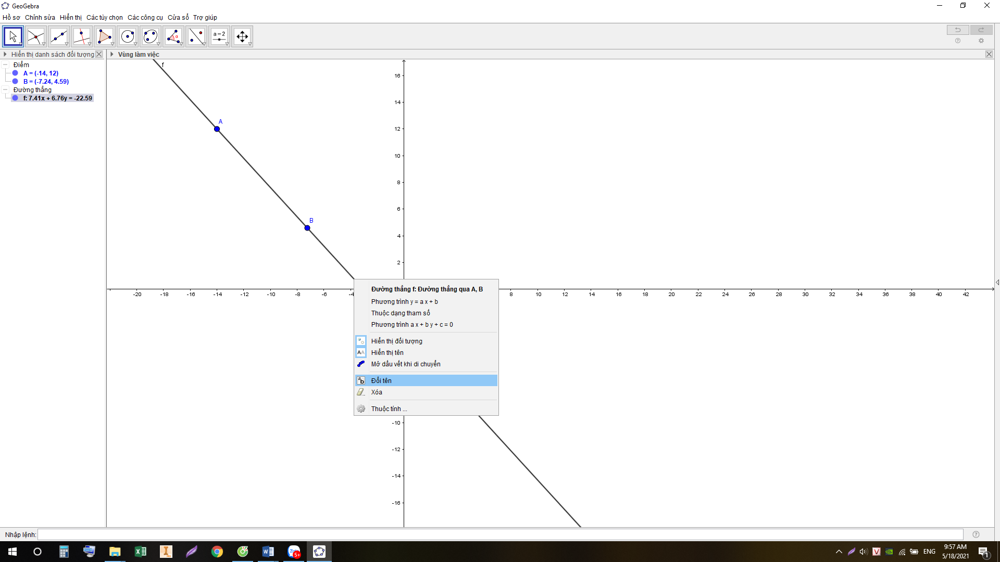 GeoGebra
Hồ sơ Chỉnh sửa Hiển thị Các tùy chọn Các công cụ Cửa sổ Trợ giúp
α
a = 2
Hiển thị danh sách đối tượng
Vùng làm việc
Điểm
A = (-14, 12)
B = (-7.24, 4.59)
Đường thẳng
f: 7.41x + 6.76y = -22.59
f
A
B
16
14
12
10
8
6
4
2
-20 -18 -16 -14 -12 -10 -8 -6 -4 8 10 12 14 16 18 20 22 24 26 28 30 32 34 36 38 40 42
-10
-12
-14
-16
Đường thẳng f: Đường thẳng qua A, B
Phương trình y = a x + b
Thuộc dạng tham số
Phương trình a x + b y + c = 0
Hiển thị đối tượng
AA Hiển thị tên
Mở dấu vết khi di chuyển
ab Đổi tên
Xóa
Thuộc tính ...
Nhập lệnh:
5+
V
ENG
9:57 AM
5/18/2021
1